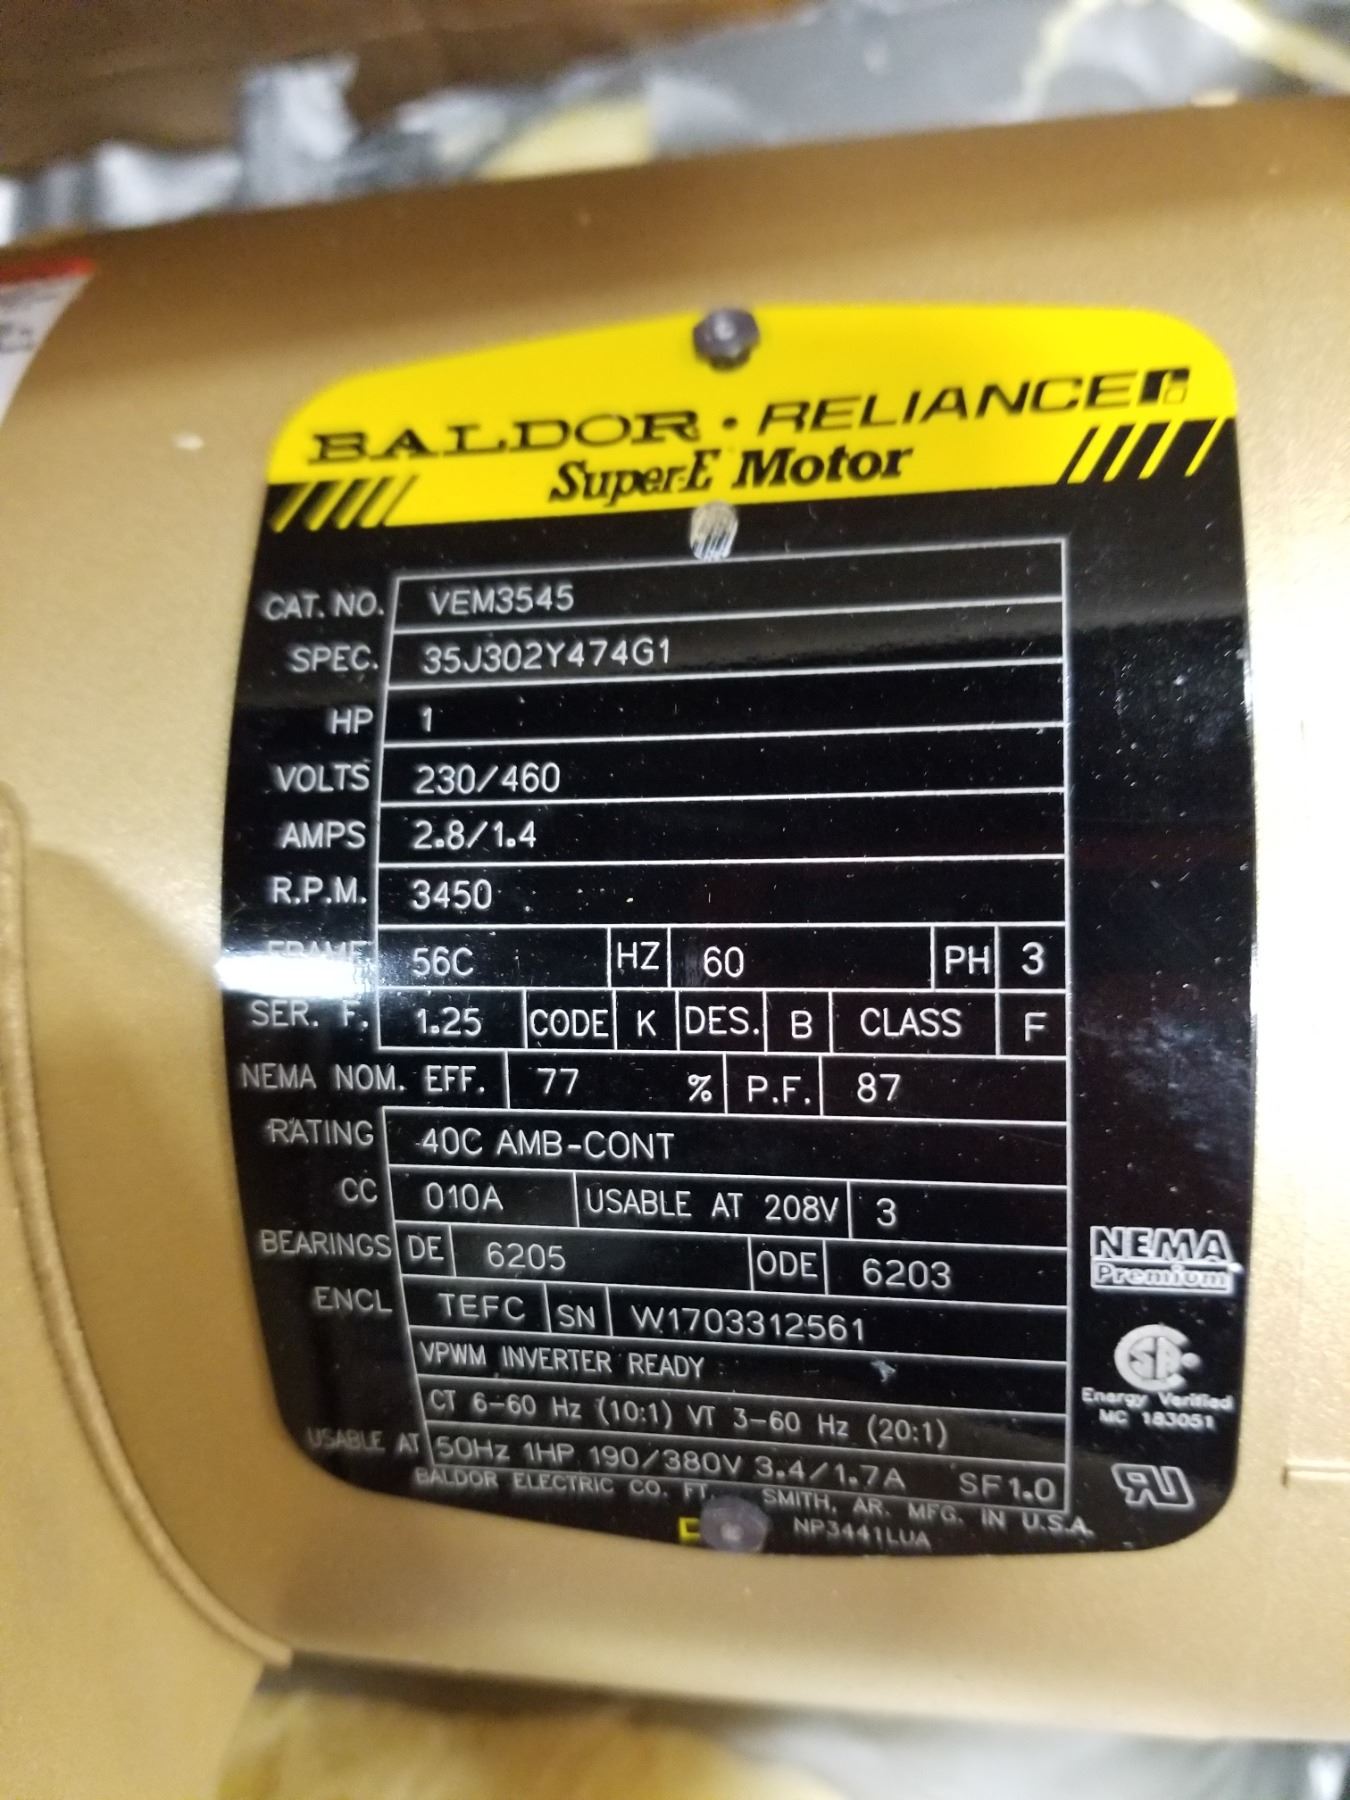 BALDOR • RELIANCE
Super-E Motor
CAT. NO. VEM3545
SPEC. 35J302Y474G1
HP 1
VOLTS 230/460
AMPS 2.8/1.4
R.P.M. 3450
FRAME 56C HZ 60 PH 3
SER. F. 1.25 CODE K DES. B CLASS F
NEMA NOM. EFF. 77 % P.F. 87
RATING 40C AMB-CONT
CC 010A USABLE AT 208V 3
BEARINGS DE 6205 ODE 6203
ENCL TEFC SN W1703312561
VPWM INVERTER READY
CT 6-60 Hz (10:1) VT 3-60 Hz (20:1)
USABLE AT 50Hz 1HP 190/380V 3.4/1.7A SF1.0
BALDOR ELECTRIC CO. FT. SMITH, AR. MFG. IN U.S.A.
NP3441LUA
NEMA
Premium
Energy Verified
MC 183051